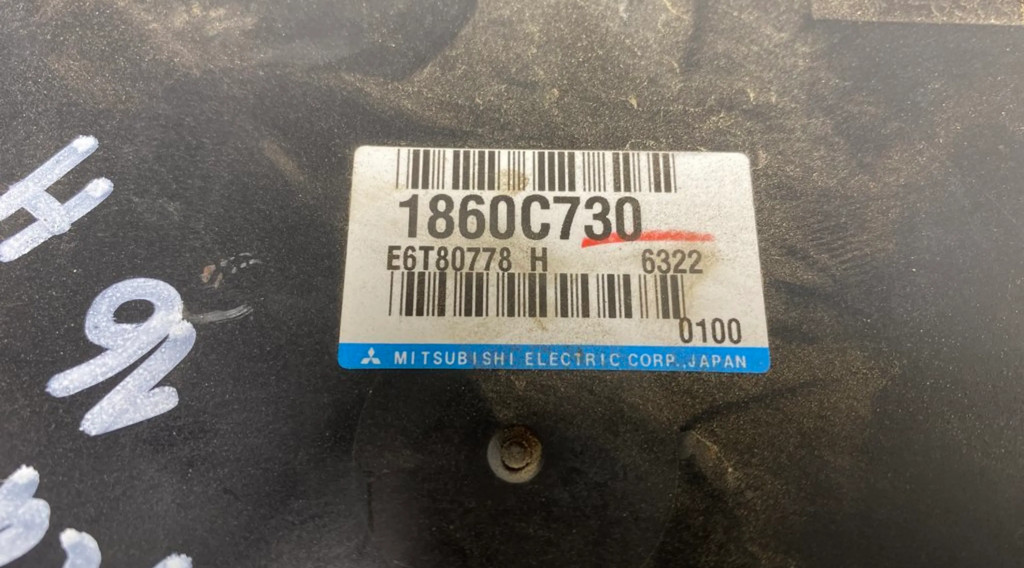 1860C730
E6T80778 H 6322
0100
MITSUBISHI ELECTRIC CORP., JAPAN